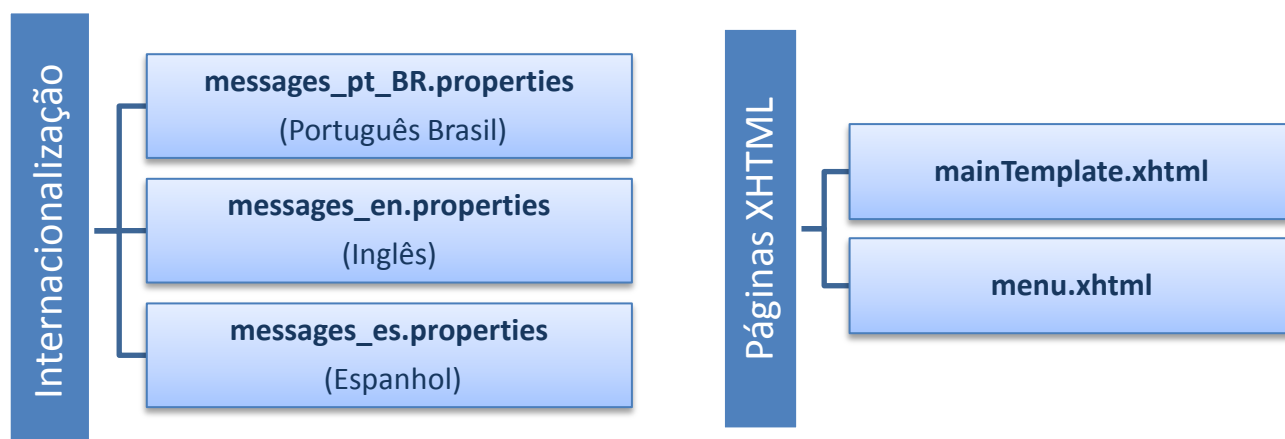 Internacionalização
messages_pt_BR.properties
(Português Brasil)
messages_en.properties
(Inglês)
messages_es.properties
(Espanhol)
Páginas XHTML
mainTemplate.xhtml
menu.xhtml